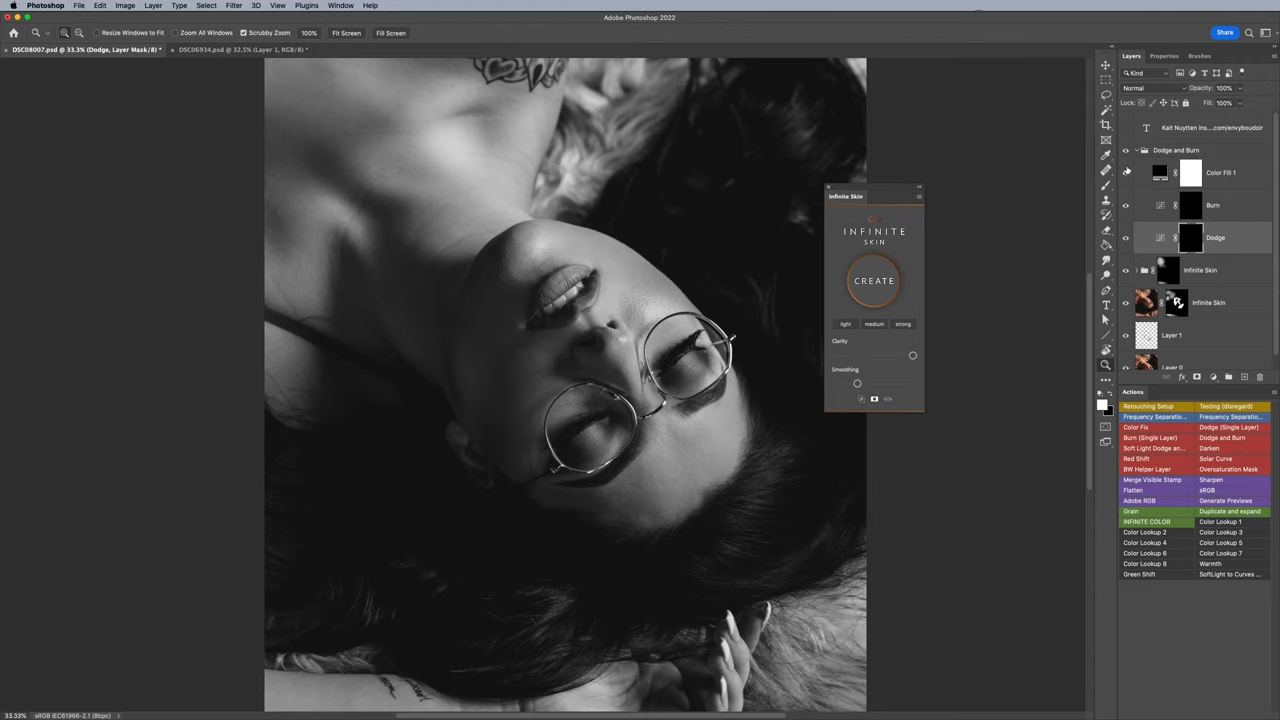 Photoshop File Edit Image Layer Type Select Filter 3D View Plugins Window Help
Adobe Photoshop 2022
Resize Windows to Fit Zoom All Windows Scrubby Zoom 100% Fit Screen Fill Screen Share
DSC08007.psd @ 33.3% (Dodge, Layer Mask/8) * DSC06934.psd @ 32.5% (Layer 1, RGB/8) *
Layers Properties Brushes
Kind
Normal Opacity: 100%
Lock: Fill: 100%
T Kait Nuytten ins....com/envyboudoir
Dodge and Burn
Color Fill 1
Burn
Dodge
Infinite Skin
Infinite Skin
Layer 1
Layer 0
Infinite Skin
INFINITE
SKIN
CREATE
light medium strong
Clarity
Smoothing
Actions
Retouching Setup Testing (disregard)
Frequency Separatio... Frequency Separatio...
Color Fix Dodge (Single Layer)
Burn (Single Layer) Dodge and Burn
Soft Light Dodge an... Darken
Red Shift Solar Curve
BW Helper Layer Oversaturation Mask
Merge Visible Stamp Sharpen
Flatten sRGB
Adobe RGB Generate Previews
Grain Duplicate and expand
INFINITE COLOR Color Lookup 1
Color Lookup 2 Color Lookup 3
Color Lookup 4 Color Lookup 5
Color Lookup 6 Color Lookup 7
Color Lookup 8 Warmth
Green Shift SoftLight to Curves ...
33.33% sRGB IEC61966-2.1 (8bpc)